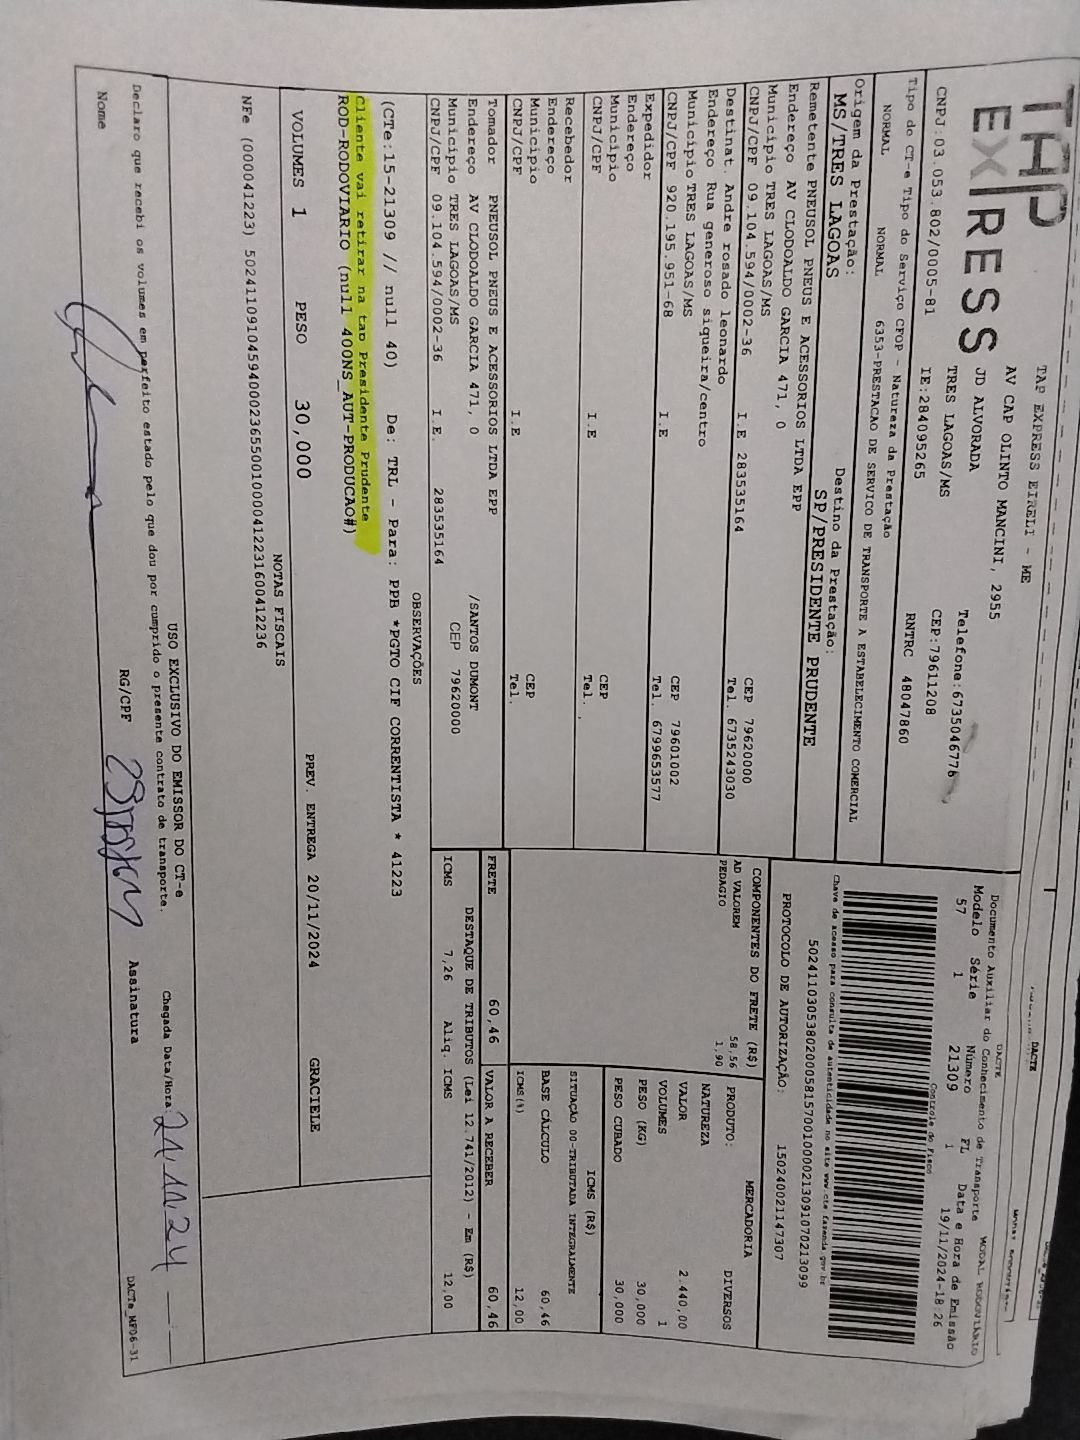 TAP
EXPRESS
TAP EXPRESS EIRELI - ME
AV CAP OLINTO MANCINI, 2955
JD ALVORADA
TRES LAGOAS/MS
Telefone:6735046776
CEP:79611208
CNPJ:03.053.802/0005-81
IE:284095265
RNTRC 48047860
DACTE
DACTE
Documento Auxiliar do Conhecimento de Transporte MODAL RODOVIÁRIO
Modelo Série Número FL Data e Hora de Emissão
57 1 21309 1 19/11/2024-18:26
Controle do Fisco
Chave de acesso para consulta de autenticidade no site www.cte.fazenda.gov.br
50241103053802000581570010000213091070213099
PROTOCOLO DE AUTORIZAÇÃO: 150240021147307
Tipo do CT-e Tipo do Serviço CFOP - Natureza da Prestação
NORMAL NORMAL 6353-PRESTACAO DE SERVICO DE TRANSPORTE A ESTABELECIMENTO COMERCIAL
Origem da Prestação: Destino da Prestação:
MS/TRES LAGOAS SP/PRESIDENTE PRUDENTE
Remetente PNEUSOL PNEUS E ACESSORIOS LTDA EPP
Endereço AV CLODOALDO GARCIA 471, 0
Município TRES LAGOAS/MS CEP 79620000
CNPJ/CPF 09.104.594/0002-36 I.E 283535164 Tel. 6735243030
Destinat. Andre rosado leonardo
Endereço Rua generoso siqueira/centro
Município TRES LAGOAS/MS CEP 79601002
CNPJ/CPF 920.195.951-68 I.E Tel. 6799653577
Expedidor
Endereço
Município CEP
CNPJ/CPF I.E Tel. ,
Recebedor
Endereço
Município CEP
CNPJ/CPF I.E Tel.
Tomador PNEUSOL PNEUS E ACESSORIOS LTDA EPP
Endereço AV CLODOALDO GARCIA 471, 0 /SANTOS DUMONT
Município TRES LAGOAS/MS CEP 79620000
CNPJ/CPF 09.104.594/0002-36 I.E. 283535164
COMPONENTES DO FRETE (R$)
AD VALOREM 58,56
PEDAGIO 1,90
MERCADORIA
PRODUTO: DIVERSOS
NATUREZA
VALOR 2.440,00
VOLUMES 1
PESO (KG) 30,000
PESO CUBADO 30,000
ICMS (R$)
SITUAÇÃO 00-TRIBUTADA INTEGRALMENTE
BASE CÁLCULO 60,46
ICMS(%) 12,00
FRETE 60,46 VALOR A RECEBER 60,46
DESTAQUE DE TRIBUTOS (Lei 12.741/2012) - Em (R$)
ICMS 7,26 Aliq. ICMS 12,00
OBSERVAÇÕES
(CTe:15-21309 // null 40) De: TRL - Para: PPB *PGTO CIF CORRENTISTA * 41223
Cliente vai retirar na tap Presidente Prudente
ROD-RODOVIARIO (null 400NS_AUT-PRODUCAO#)
VOLUMES 1 PESO 30,000 PREV. ENTREGA 20/11/2024 GRACIELE
NOTAS FISCAIS
NFe (000041223) 50241109104594000236550010000412231600412236
USO EXCLUSIVO DO EMISSOR DO CT-e
Declaro que recebi os volumes em perfeito estado pelo que dou por cumprido o presente contrato de transporte.
Chegada Data/Hora 21.11.24
Nome RG/CPF Assinatura
DACTe_MF06-31